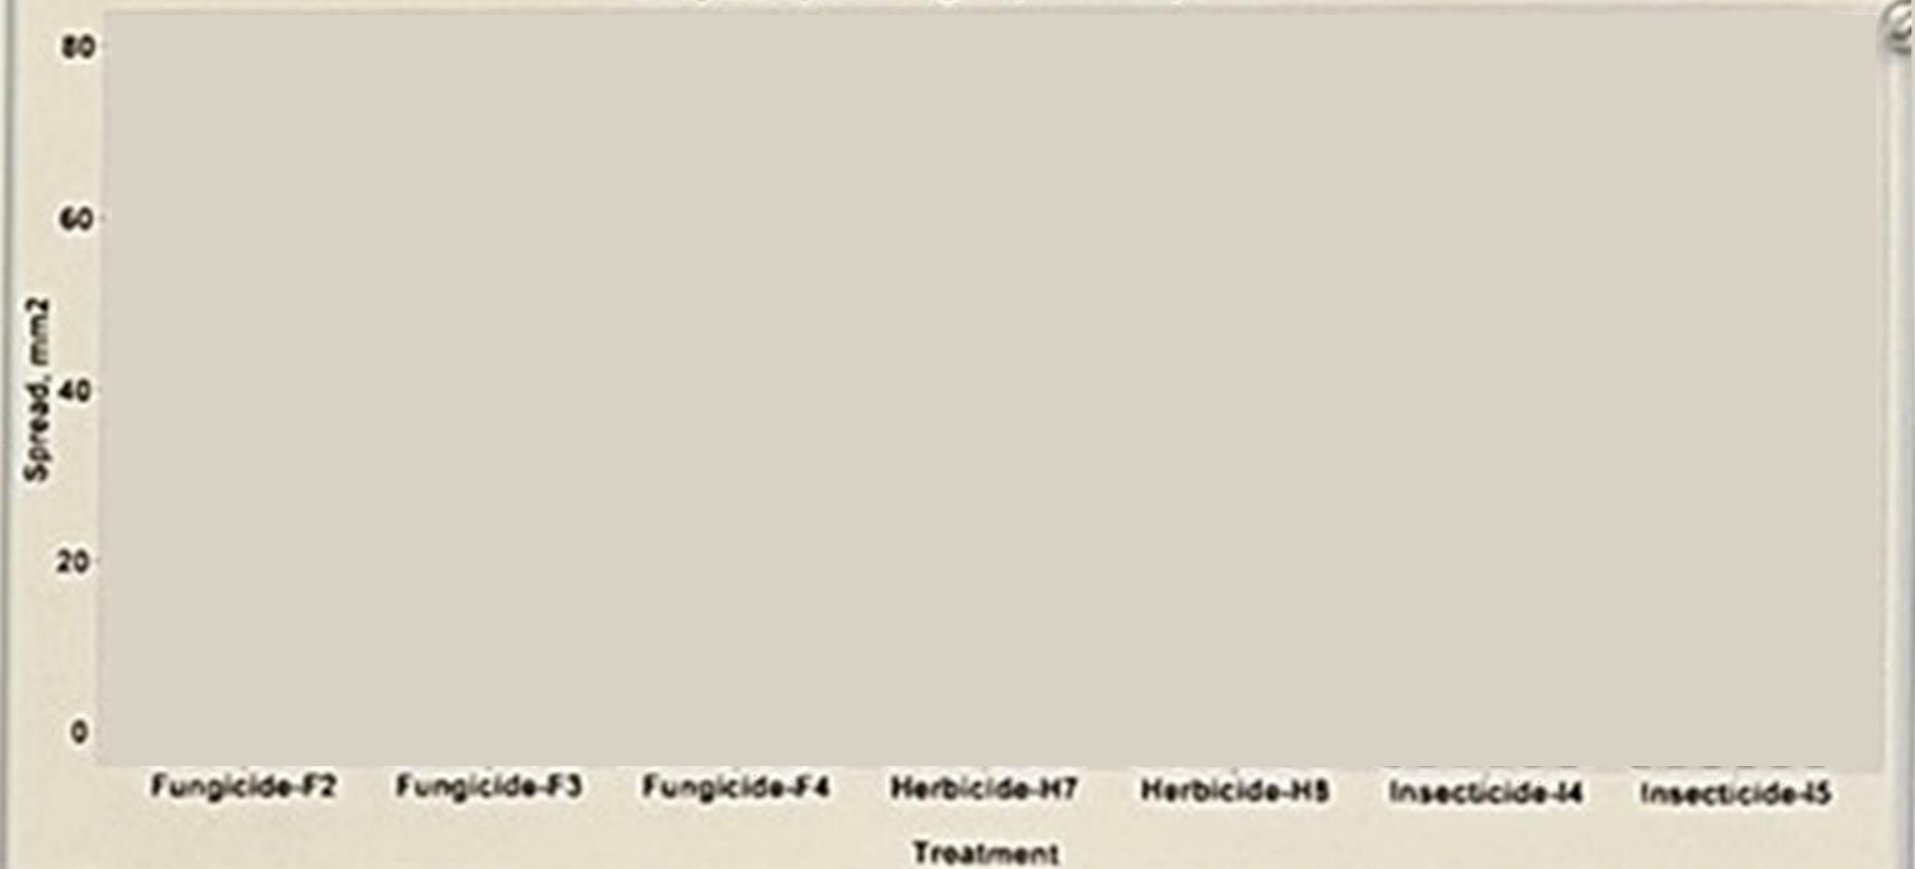 80
60
40
20
0
Spread, mm2
Fungicide-F2 Fungicide-F3 Fungicide-F4 Herbicide-H7 Herbicide-H8 Insecticide-I4 Insecticide-I5
Treatment